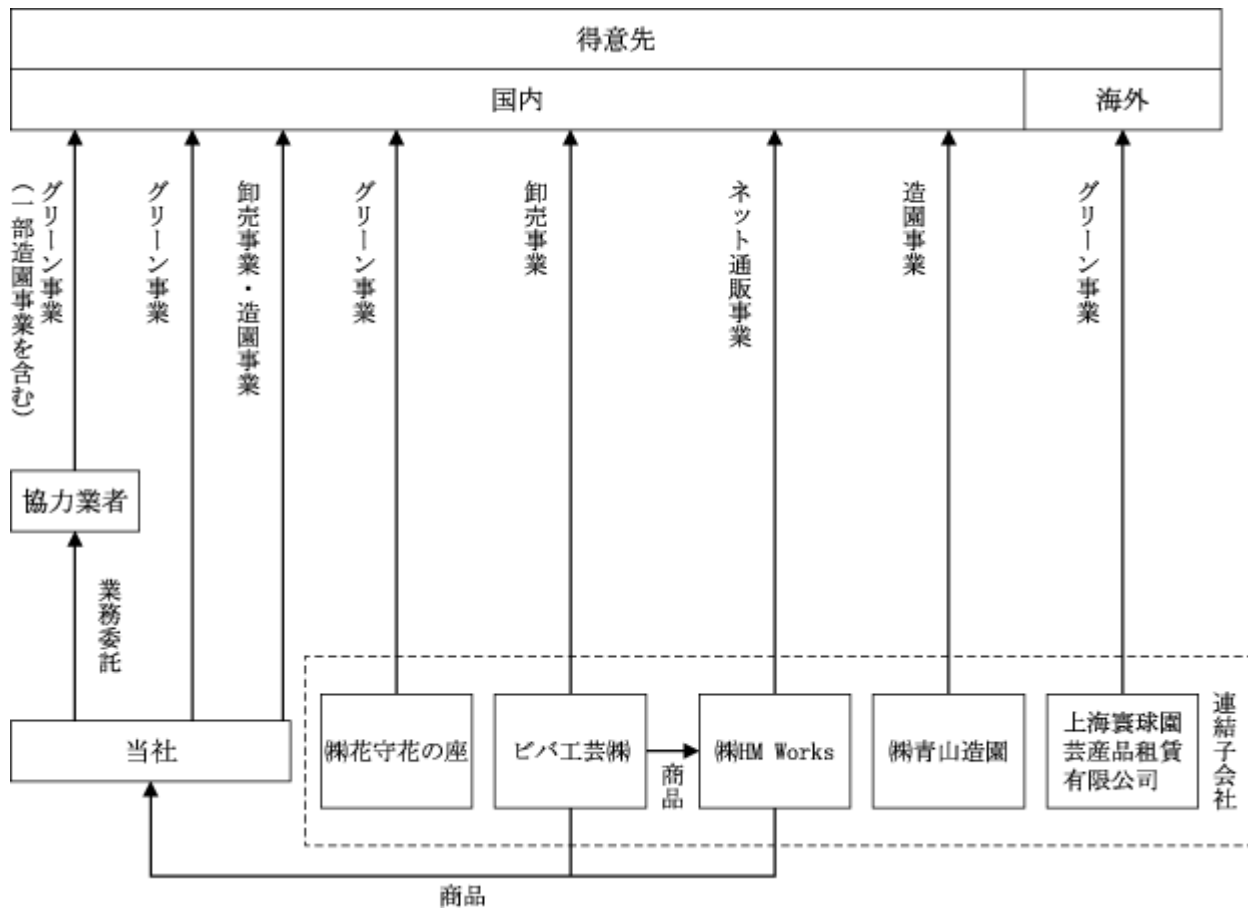 得意先
国内
海外
グリーン事業
（一部造園事業を含む）
グリーン事業
卸売事業・造園事業
グリーン事業
卸売事業
ネット通販事業
造園事業
グリーン事業
協力業者
業務委託
当社
㈱花守花の座
ビバ工芸㈱
商品
㈱HM Works
㈱青山造園
上海寰球園
芸産品租賃
有限公司
連結子会社
商品